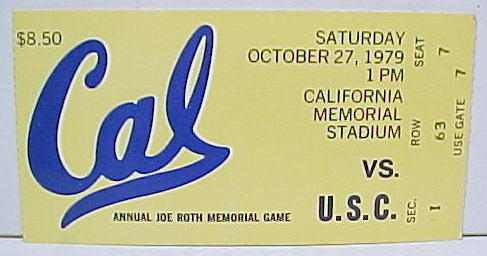 $8.50
Cal
ANNUAL JOE ROTH MEMORIAL GAME
SATURDAY
OCTOBER 27, 1979
1 PM
CALIFORNIA
MEMORIAL
STADIUM
VS.
U.S.C.
SEAT 7
ROW 63
SEC. I
USE GATE 7